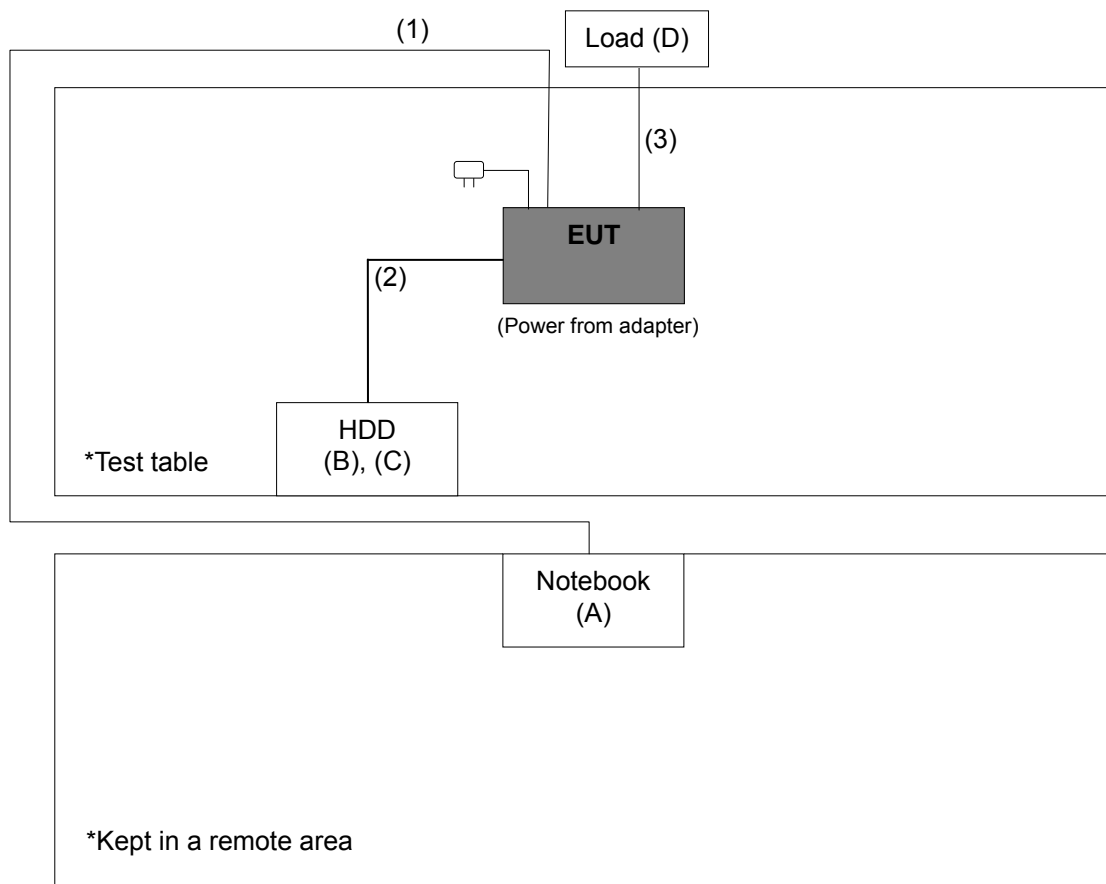 (1)
Load (D)
(3)
EUT
(2)
(Power from adapter)
HDD
(B), (C)
*Test table
Notebook
(A)
*Kept in a remote area